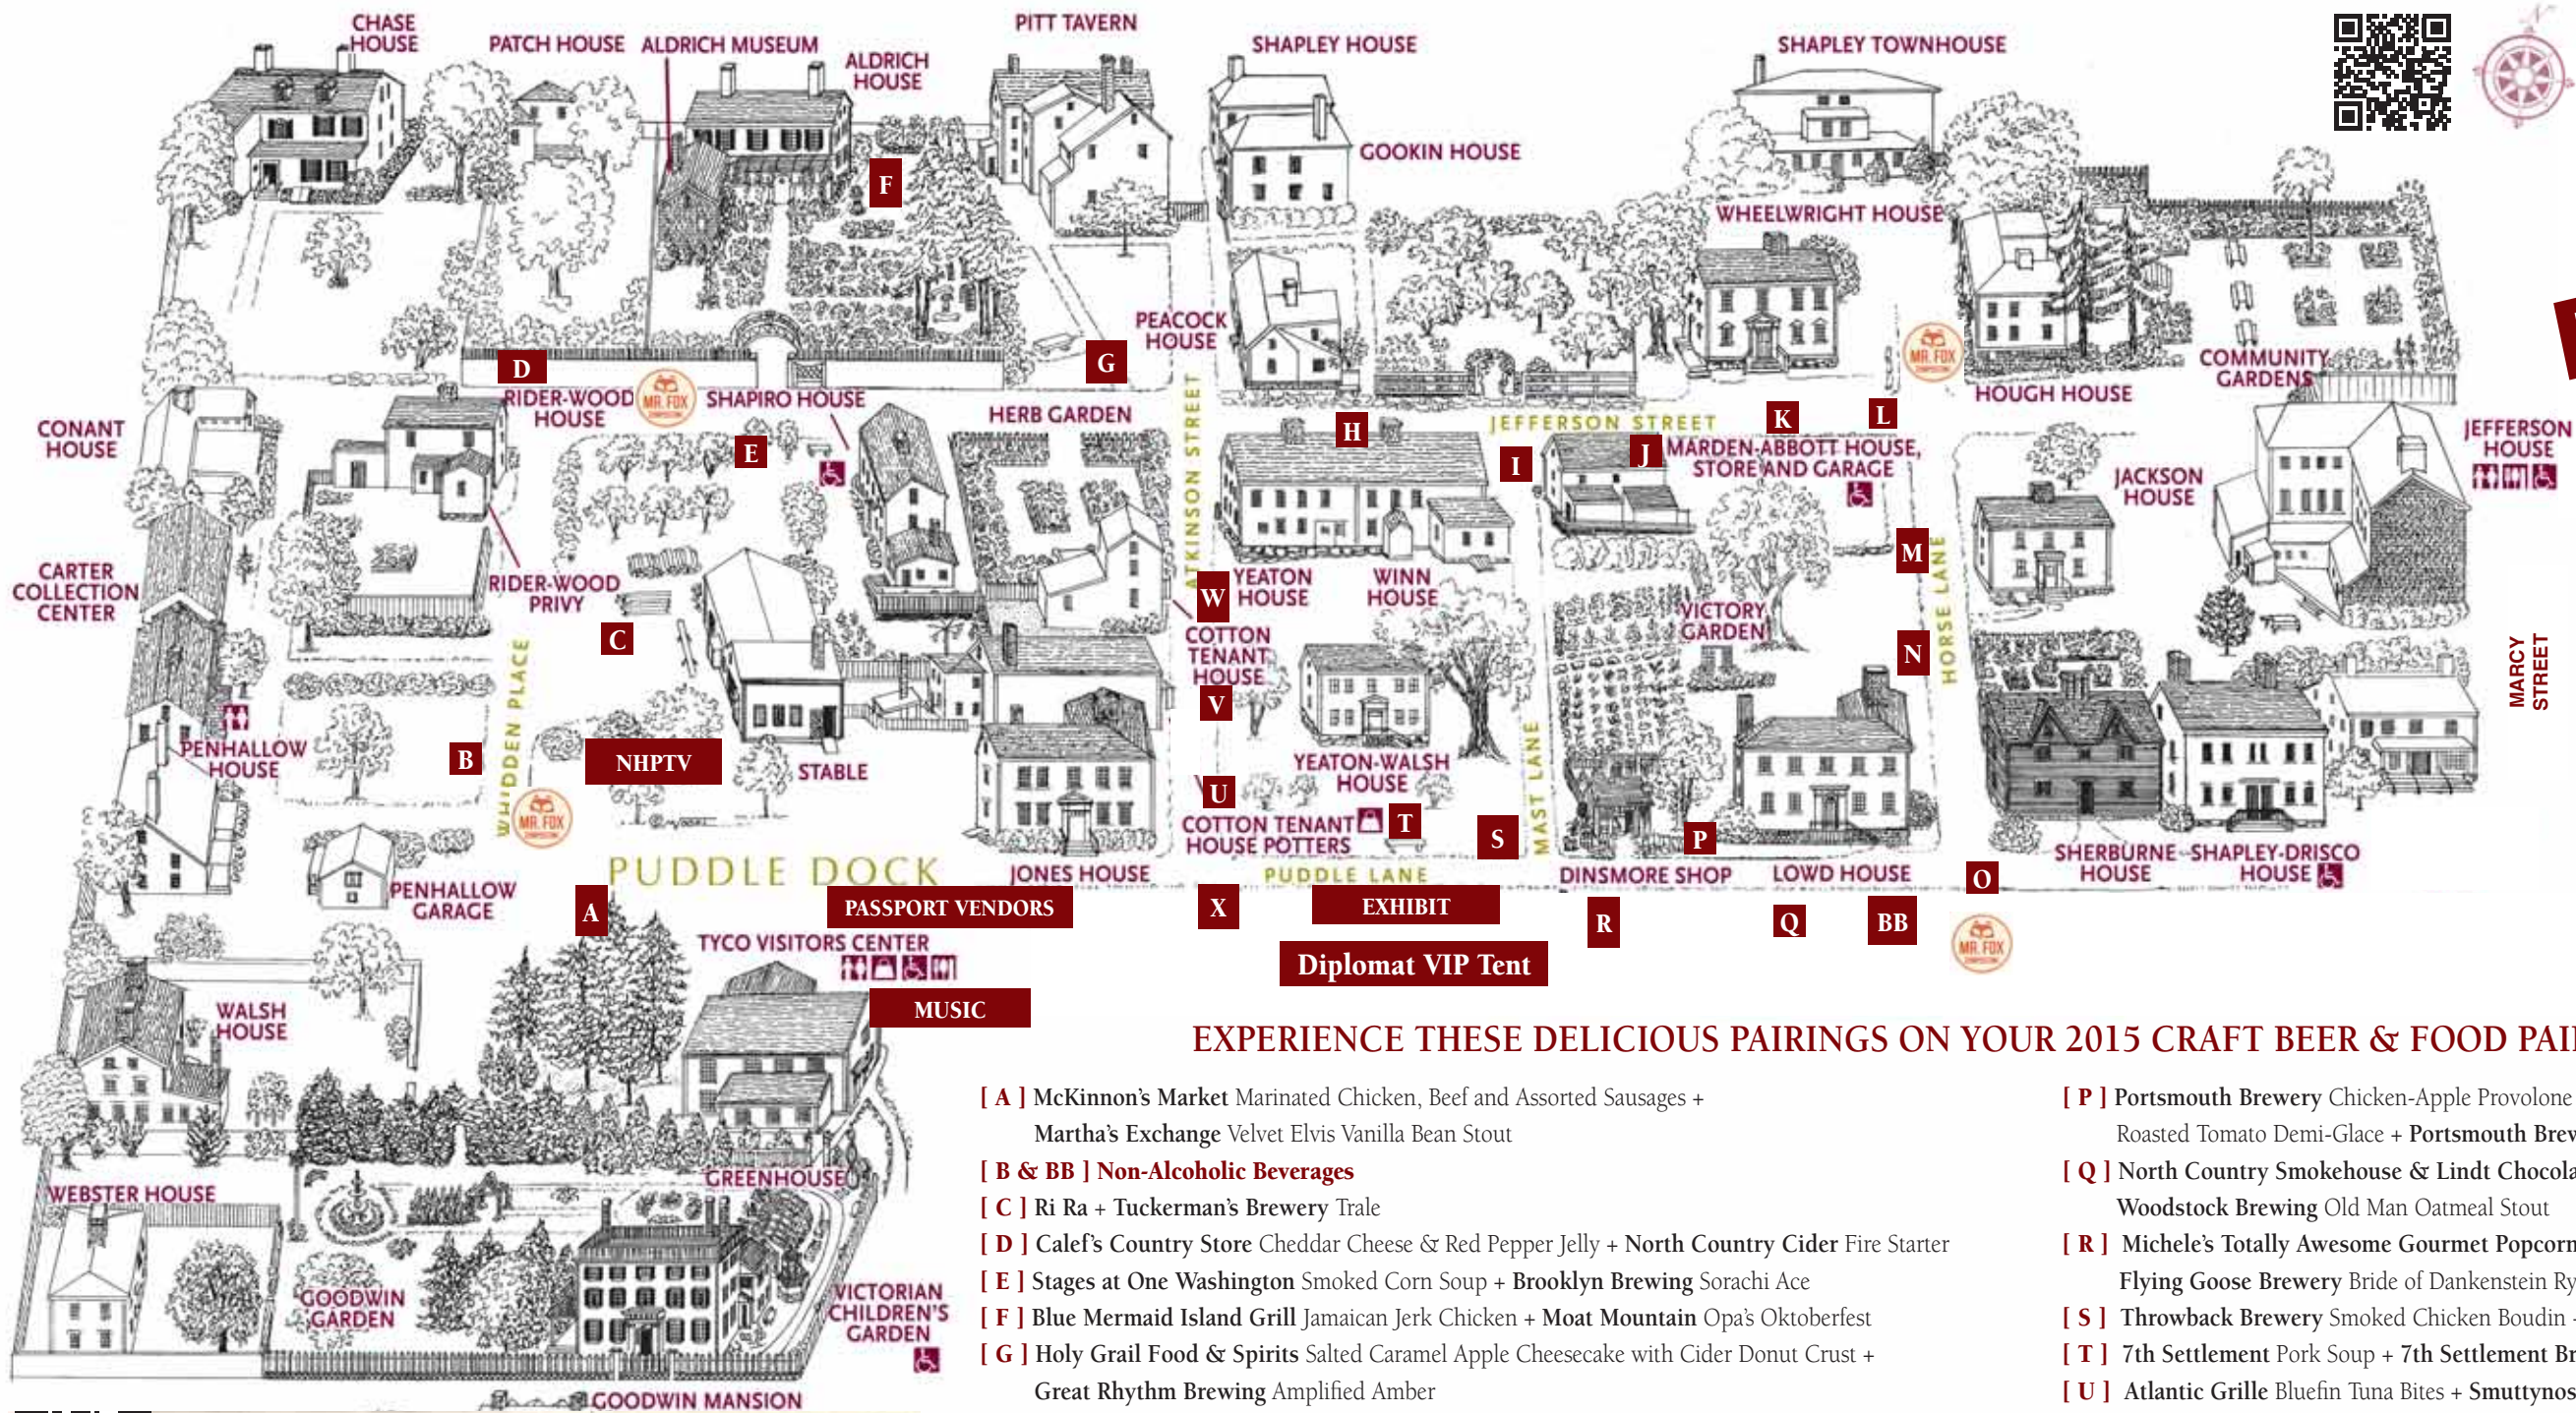 CHASE
HOUSE
PATCH HOUSE
ALDRICH MUSEUM
ALDRICH
HOUSE
PITT TAVERN
SHAPLEY HOUSE
GOOKIN HOUSE
SHAPLEY TOWNHOUSE
N
F
WHEELWRIGHT HOUSE
PEACOCK
HOUSE
D
G
MR. FOX
COMMUNITY
GARDENS
RIDER-WOOD
HOUSE
MR. FOX
SHAPIRO HOUSE
HERB GARDEN
ATKINSON STREET
H
JEFFERSON STREET
K
L
HOUGH HOUSE
CONANT
HOUSE
E
I
J
MARDEN-ABBOTT HOUSE,
STORE AND GARAGE
JACKSON
HOUSE
JEFFERSON
HOUSE
CARTER
COLLECTION
CENTER
RIDER-WOOD
PRIVY
C
W
YEATON
HOUSE
WINN
HOUSE
M
HORSE LANE
VICTORY
GARDEN
N
MARCY
STREET
COTTON
TENANT
HOUSE
V
PENHALLOW
HOUSE
B
WHIDDEN PLACE
NHPTV
STABLE
YEATON-WALSH
HOUSE
MAST LANE
MR. FOX
U
COTTON TENANT
HOUSE POTTERS
T
S
P
PENHALLOW
GARAGE
PUDDLE DOCK
JONES HOUSE
PUDDLE LANE
DINSMORE SHOP
LOWD HOUSE
O
SHERBURNE
HOUSE
SHAPLEY-DRISCO
HOUSE
A
PASSPORT VENDORS
X
EXHIBIT
R
Q
BB
MR. FOX
TYCO VISITORS CENTER
Diplomat VIP Tent
MUSIC
WALSH
HOUSE
GREENHOUSE
WEBSTER HOUSE
GOODWIN
GARDEN
VICTORIAN
CHILDREN'S
GARDEN
GOODWIN MANSION
EXPERIENCE THESE DELICIOUS PAIRINGS ON YOUR 2015 CRAFT BEER & FOOD PAI
[ A ] McKinnon's Market Marinated Chicken, Beef and Assorted Sausages +
Martha's Exchange Velvet Elvis Vanilla Bean Stout
[ B & BB ] Non-Alcoholic Beverages
[ C ] Ri Ra + Tuckerman's Brewery Trale
[ D ] Calef's Country Store Cheddar Cheese & Red Pepper Jelly + North Country Cider Fire Starter
[ E ] Stages at One Washington Smoked Corn Soup + Brooklyn Brewing Sorachi Ace
[ F ] Blue Mermaid Island Grill Jamaican Jerk Chicken + Moat Mountain Opa's Oktoberfest
[ G ] Holy Grail Food & Spirits Salted Caramel Apple Cheesecake with Cider Donut Crust +
Great Rhythm Brewing Amplified Amber
[ P ] Portsmouth Brewery Chicken-Apple Provolone
Roasted Tomato Demi-Glace + Portsmouth Brew
[ Q ] North Country Smokehouse & Lindt Chocola
Woodstock Brewing Old Man Oatmeal Stout
[ R ] Michele's Totally Awesome Gourmet Popcorn
Flying Goose Brewery Bride of Dankenstein Ry
[ S ] Throwback Brewery Smoked Chicken Boudin
[ T ] 7th Settlement Pork Soup + 7th Settlement Br
[ U ] Atlantic Grille Bluefin Tuna Bites + Smuttynos